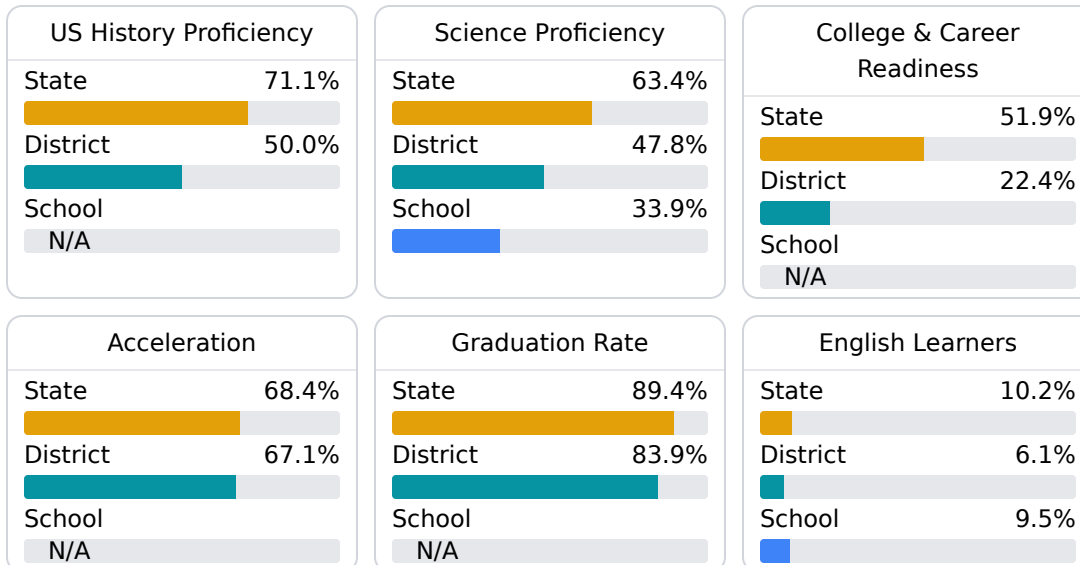 US History Proficiency
State 71.1%
District 50.0%
School
N/A
Science Proficiency
State 63.4%
District 47.8%
School 33.9%
College & Career
Readiness
State 51.9%
District 22.4%
School
N/A
Acceleration
State 68.4%
District 67.1%
School
N/A
Graduation Rate
State 89.4%
District 83.9%
School
N/A
English Learners
State 10.2%
District 6.1%
School 9.5%